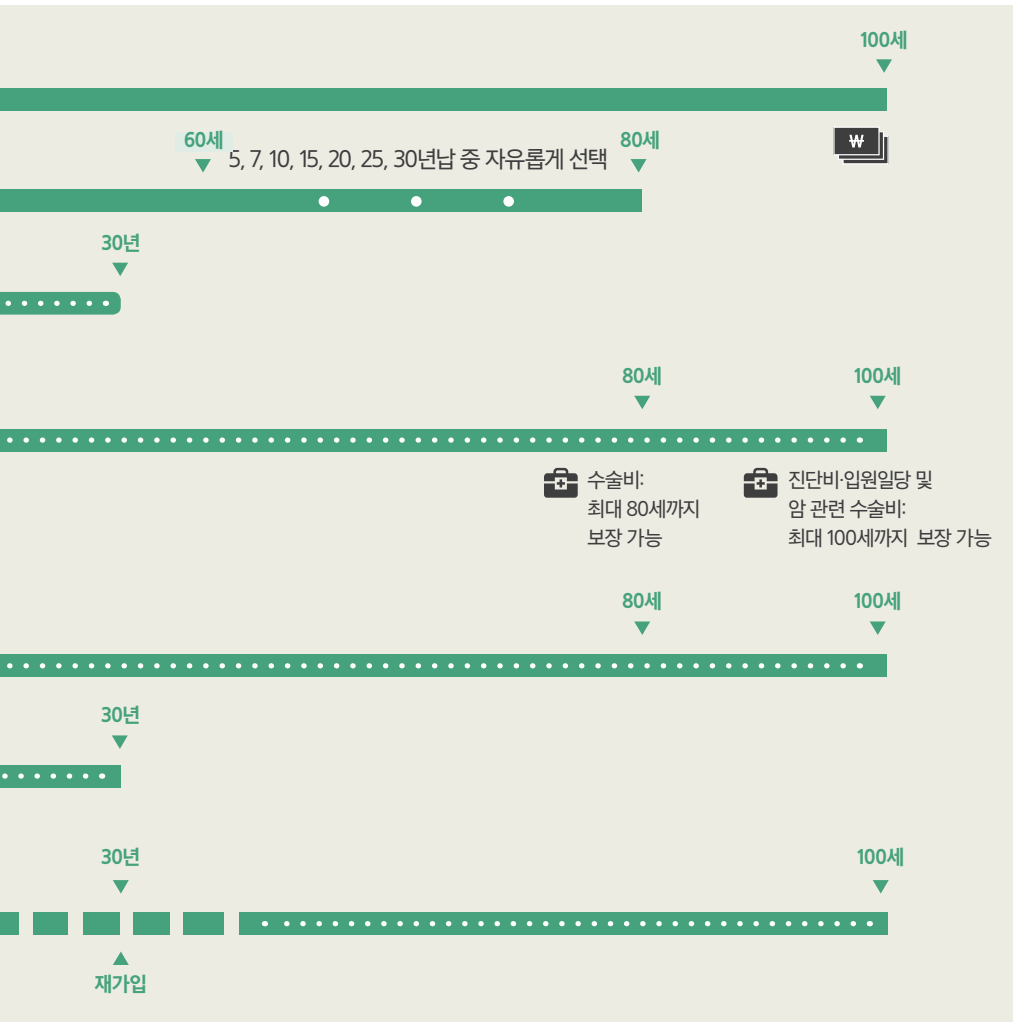 100세
60세
5, 7, 10, 15, 20, 25, 30년납 중 자유롭게 선택
80세
₩
30년
80세
100세
수술비:
최대 80세까지
보장 가능
진단비·입원일당 및
암 관련 수술비:
최대 100세까지 보장 가능
80세
100세
30년
30년
100세
재가입